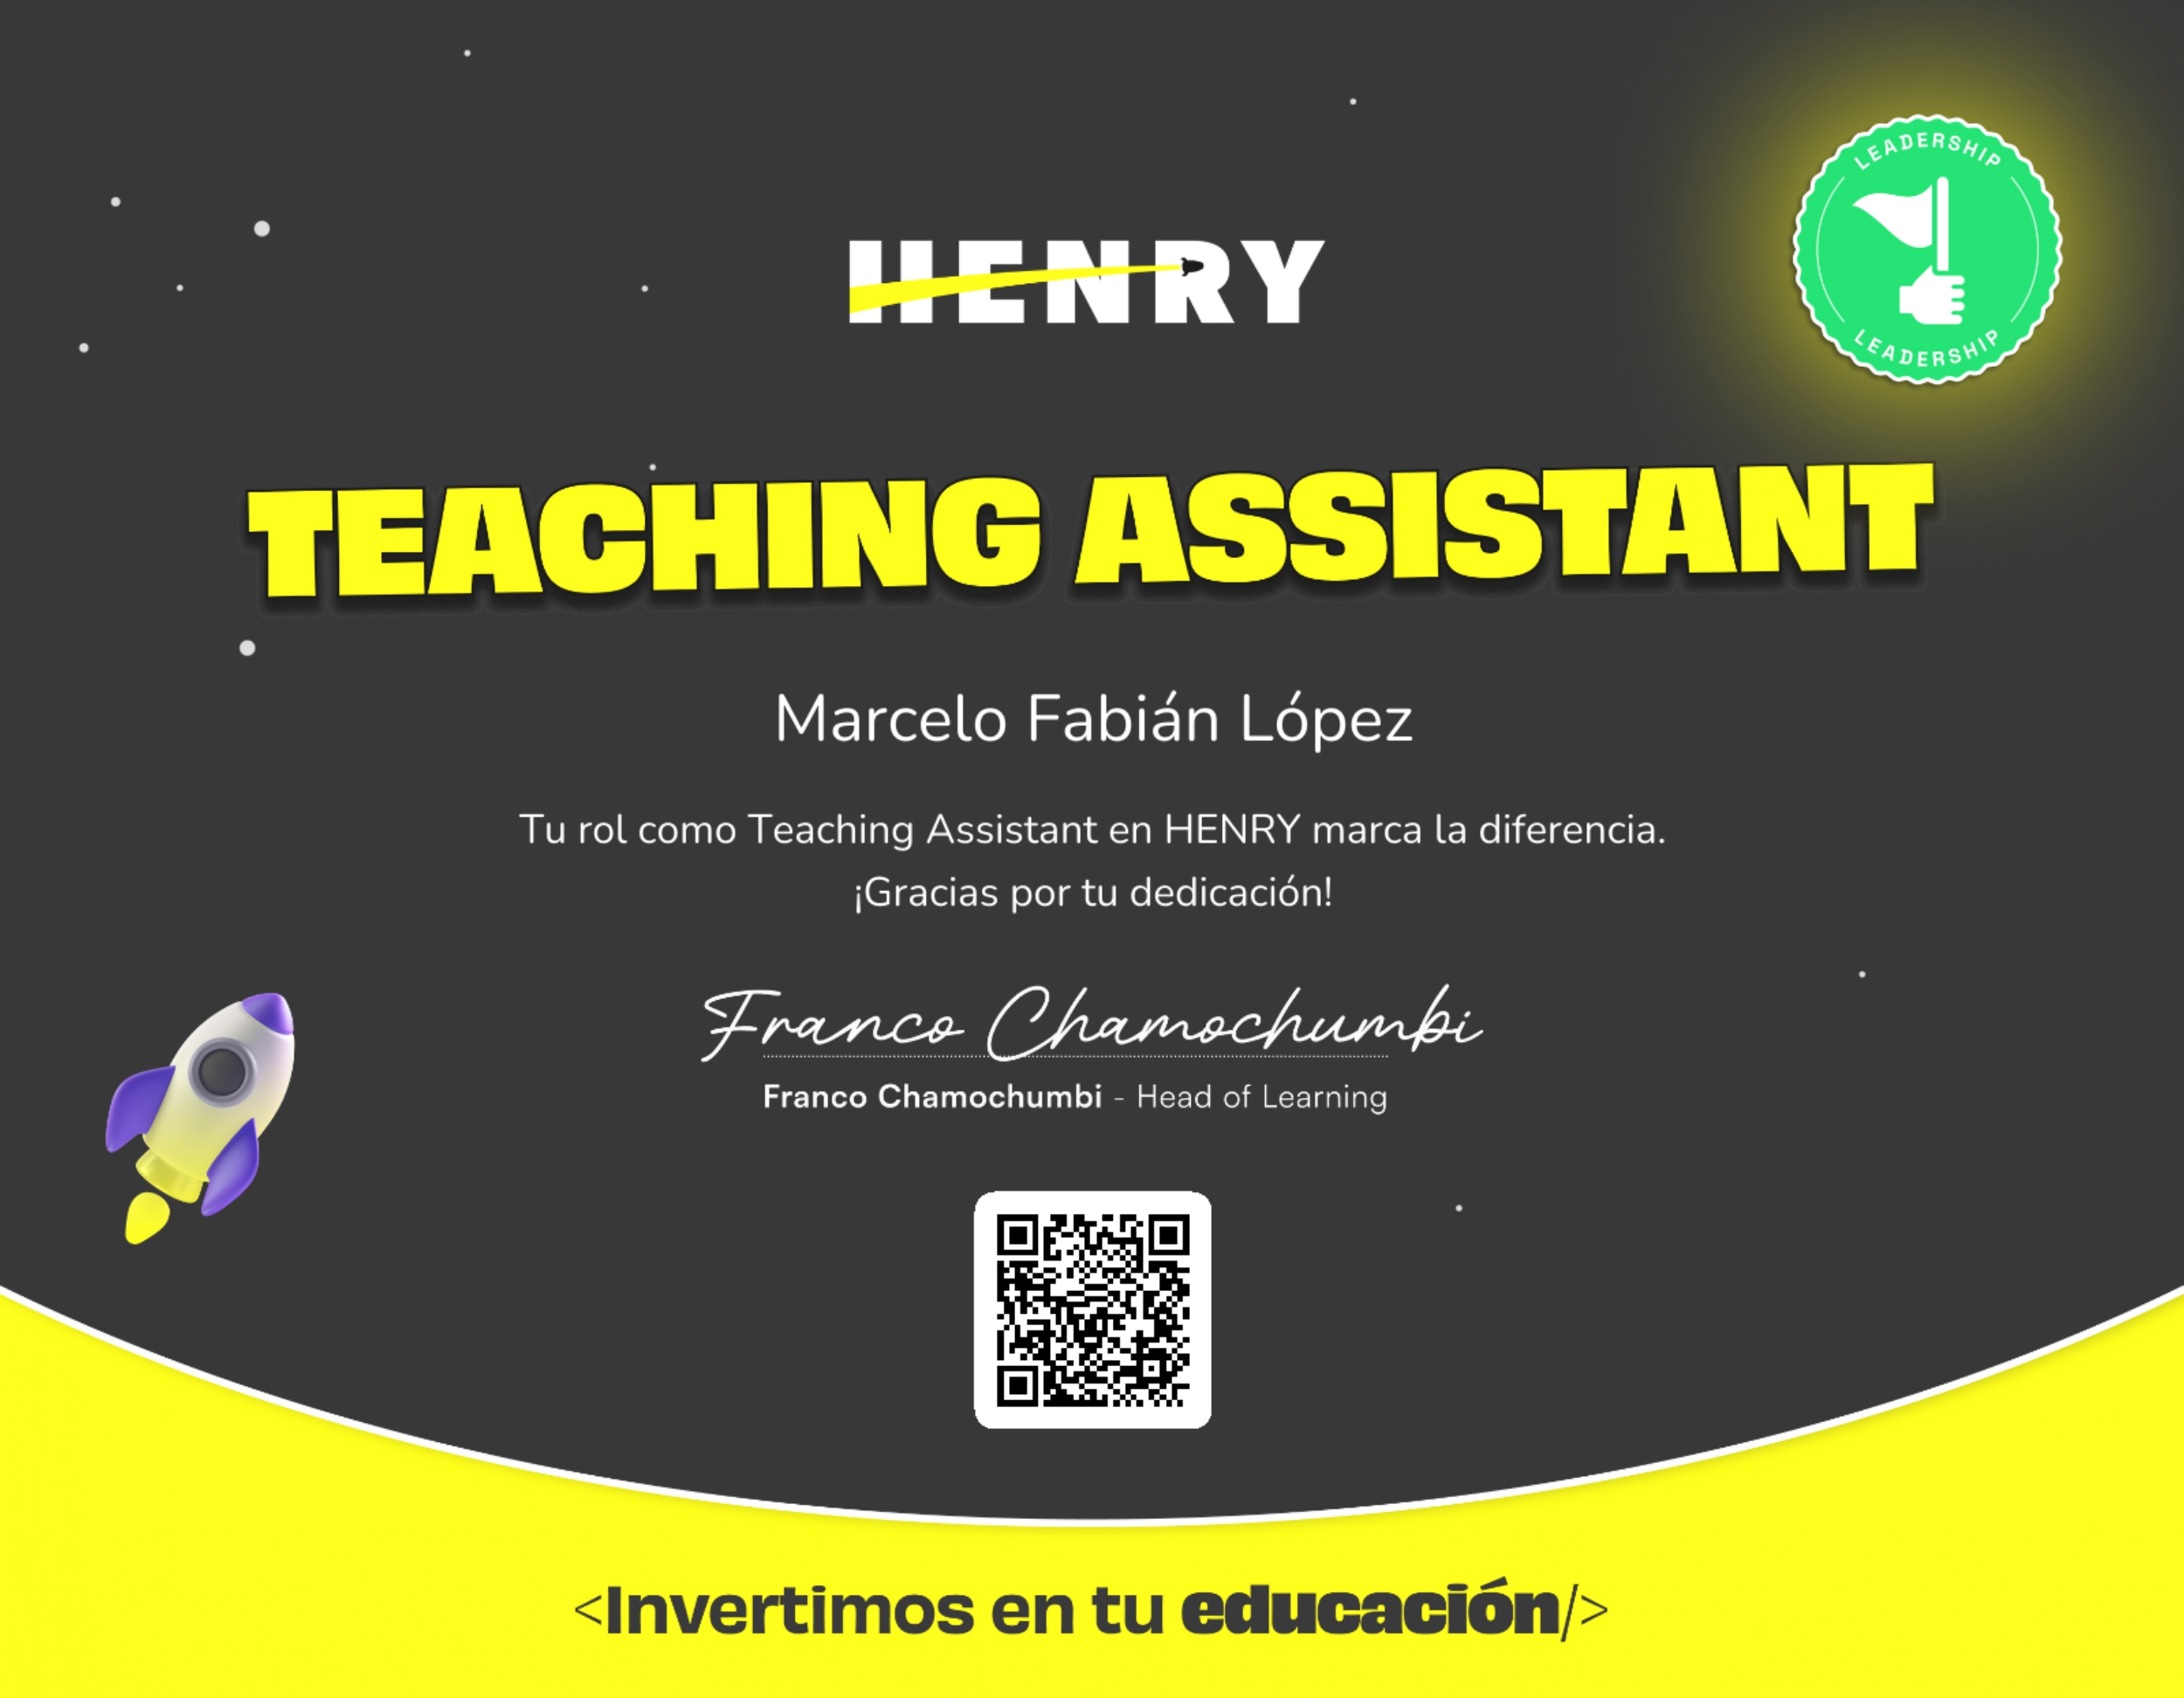 LEADERSHIP
LEADERSHIP
HENRY
TEACHING ASSISTANT
Marcelo Fabián López
Tu rol como Teaching Assistant en HENRY marca la diferencia.
¡Gracias por tu dedicación!
Franco Chamochumbi
Franco Chamochumbi - Head of Learning
<Invertimos en tu educación/>